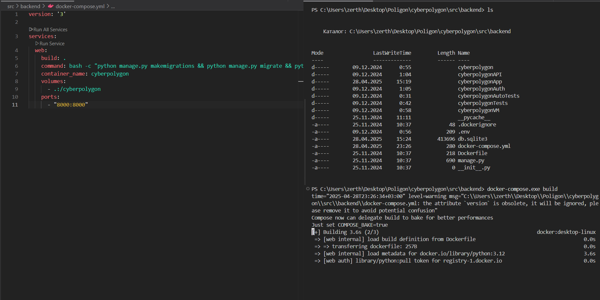 src > backend > docker-compose.yml > ...
1 version: '3'
2
Run All Services
3 services:
Run Service
4 web:
5 build: .
6 command: bash -c "python manage.py makemigrations && python manage.py migrate && pyt
7 container_name: cyberpolygon
8 volumes:
9 - .:/cyberpolygon
10 ports:
11 - "8000:8000"
PS C:\Users\zerth\Desktop\Poligon\cyberpolygon\src\backend> ls
Каталог: C:\Users\zerth\Desktop\Poligon\cyberpolygon\src\backend
Mode LastWriteTime Length Name
---- ------------- ------ ----
d----- 09.12.2024 0:55 cyberpolygon
d----- 09.12.2024 1:04 cyberpolygonAPI
d----- 28.04.2025 15:19 cyberpolygonApp
d----- 09.12.2024 1:05 cyberpolygonAuth
d----- 09.12.2024 0:31 cyberpolygonAutoTests
d----- 09.12.2024 0:42 cyberpolygonTests
d----- 09.12.2024 0:58 cyberpolygonVM
d----- 25.11.2024 11:11 __pycache__
-a---- 25.11.2024 10:37 48 .dockerignore
-a---- 09.12.2024 0:56 209 .env
-a---- 28.04.2025 15:24 413696 db.sqlite3
-a---- 28.04.2025 23:26 280 docker-compose.yml
-a---- 25.11.2024 10:37 218 Dockerfile
-a---- 25.11.2024 10:37 690 manage.py
-a---- 25.11.2024 10:37 0 __init__.py
PS C:\Users\zerth\Desktop\Poligon\cyberpolygon\src\backend> docker-compose.exe build
time="2025-04-28T23:26:34+03:00" level=warning msg="C:\\Users\\zerth\\Desktop\\Poligon\\cyberpolyg
on\\src\\backend\\docker-compose.yml: the attribute `version` is obsolete, it will be ignored, ple
ase remove it to avoid potential confusion"
Compose now can delegate build to bake for better performances
Just set COMPOSE_BAKE=true
[+] Building 3.6s (2/3) docker:desktop-linux
=> [web internal] load build definition from Dockerfile 0.0s
=> => transferring dockerfile: 257B 0.0s
=> [web internal] load metadata for docker.io/library/python:3.12 3.6s
=> [web auth] library/python:pull token for registry-1.docker.io 0.0s